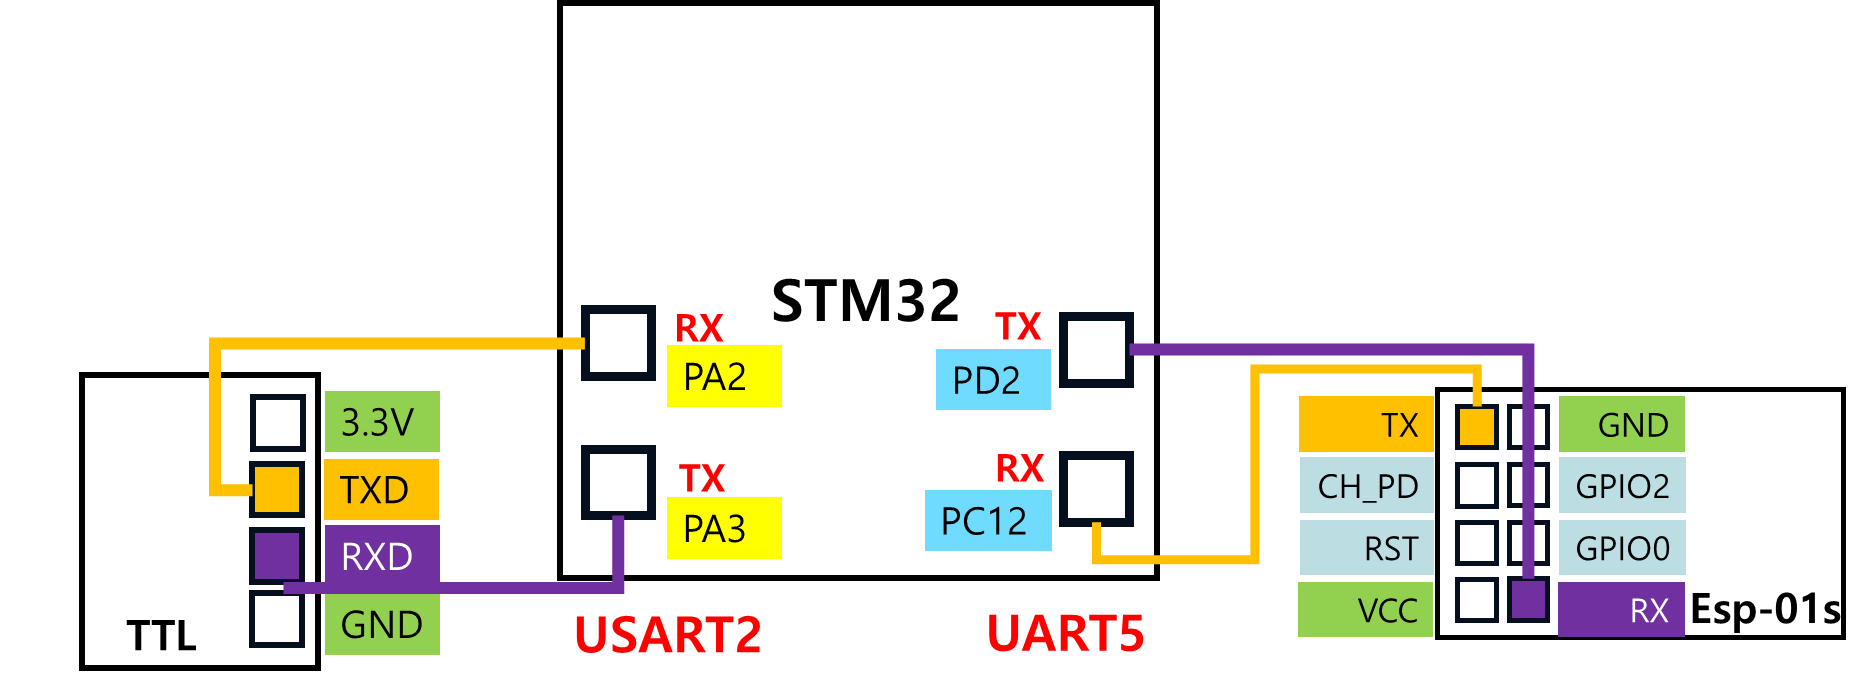 STM32
RX
PA2
TX
PA3
TX
PD2
RX
PC12
3.3V
TXD
RXD
GND
TTL
USART2
UART5
TX
CH_PD
RST
VCC
GND
GPIO2
GPIO0
RX
Esp-01s